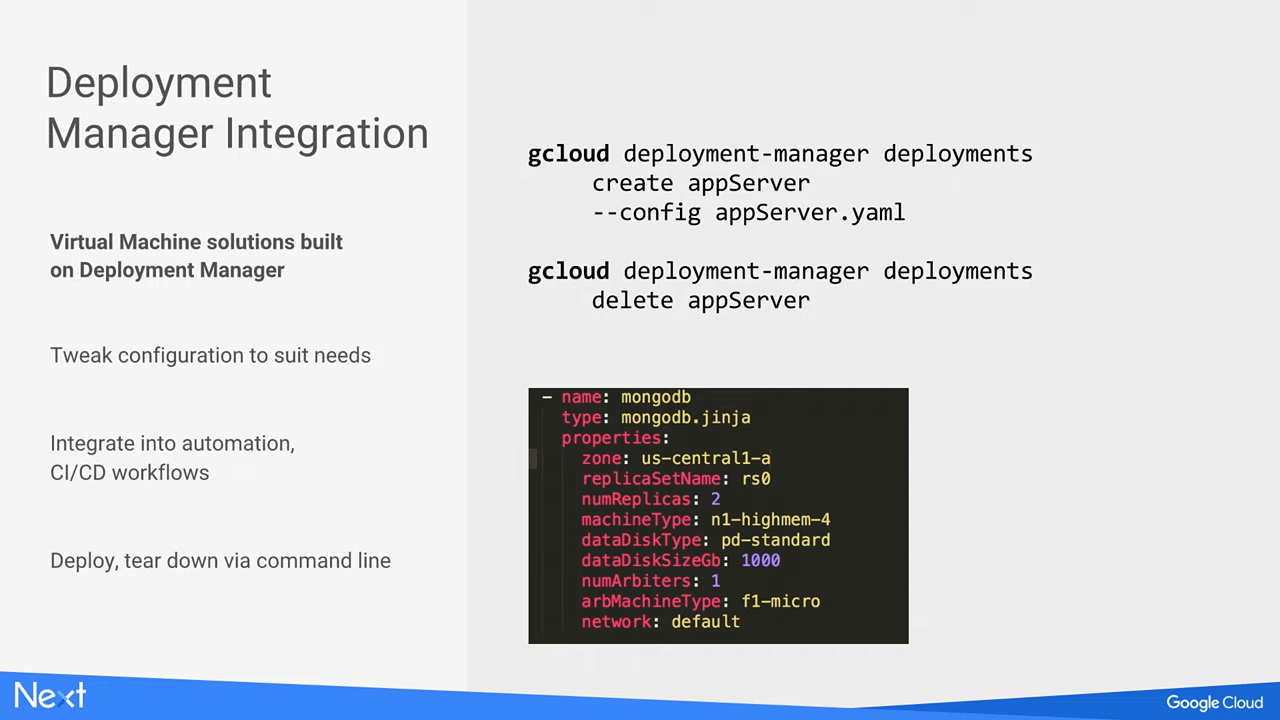 Deployment
Manager Integration
Virtual Machine solutions built
on Deployment Manager
Tweak configuration to suit needs
Integrate into automation,
CI/CD workflows
Deploy, tear down via command line
gcloud deployment-manager deployments
create appServer
--config appServer.yaml
gcloud deployment-manager deployments
delete appServer
- name: mongodb
type: mongodb.jinja
properties:
zone: us-central1-a
replicaSetName: rs0
numReplicas: 2
machineType: n1-highmem-4
dataDiskType: pd-standard
dataDiskSizeGb: 1000
numArbiters: 1
arbMachineType: f1-micro
network: default
Next
Google Cloud